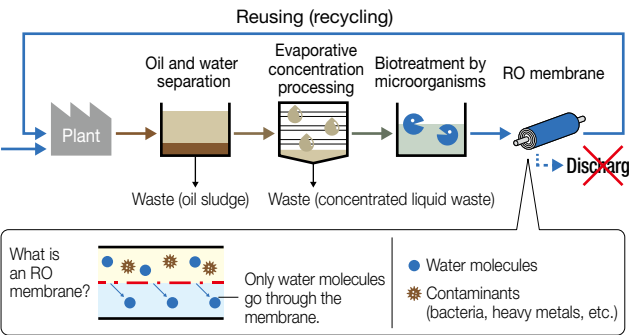 Reusing (recycling)
Oil and water
separation
Evaporative
concentration
processing
Biotreatment by
microorganisms
RO membrane
Plant
Discharg
Waste (oil sludge)
Waste (concentrated liquid waste)
What is
an RO
membrane?
Only water molecules
go through the
membrane.
Water molecules
Contaminants
(bacteria, heavy metals, etc.)